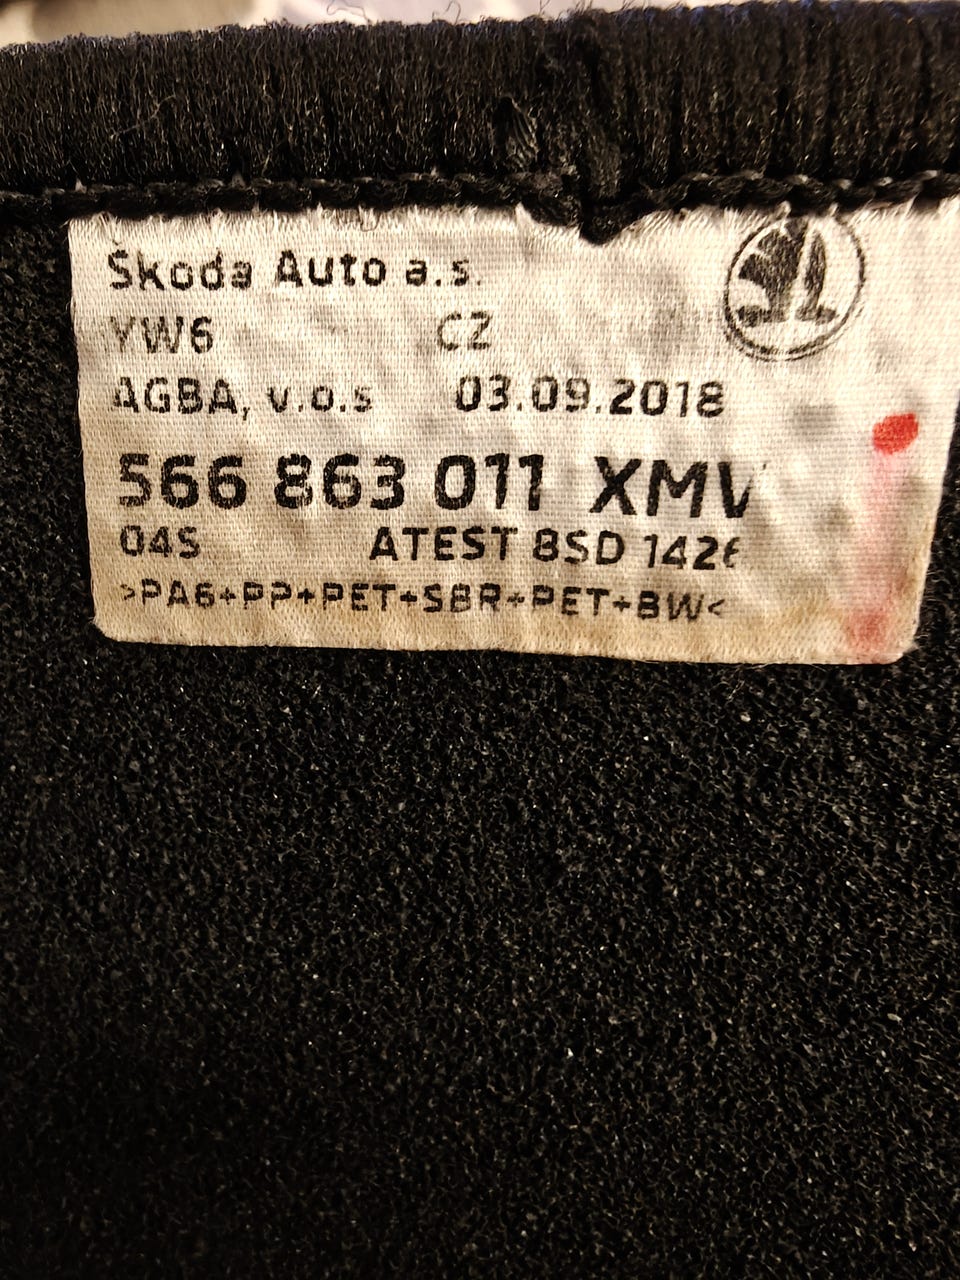 Škoda Auto a.s.
YW6 CZ
AGBA, v.o.s 03.09.2018
566 863 011 XMV
04S ATEST 8SD 1426
>PA6+PP+PET+SBR+PET+BW<